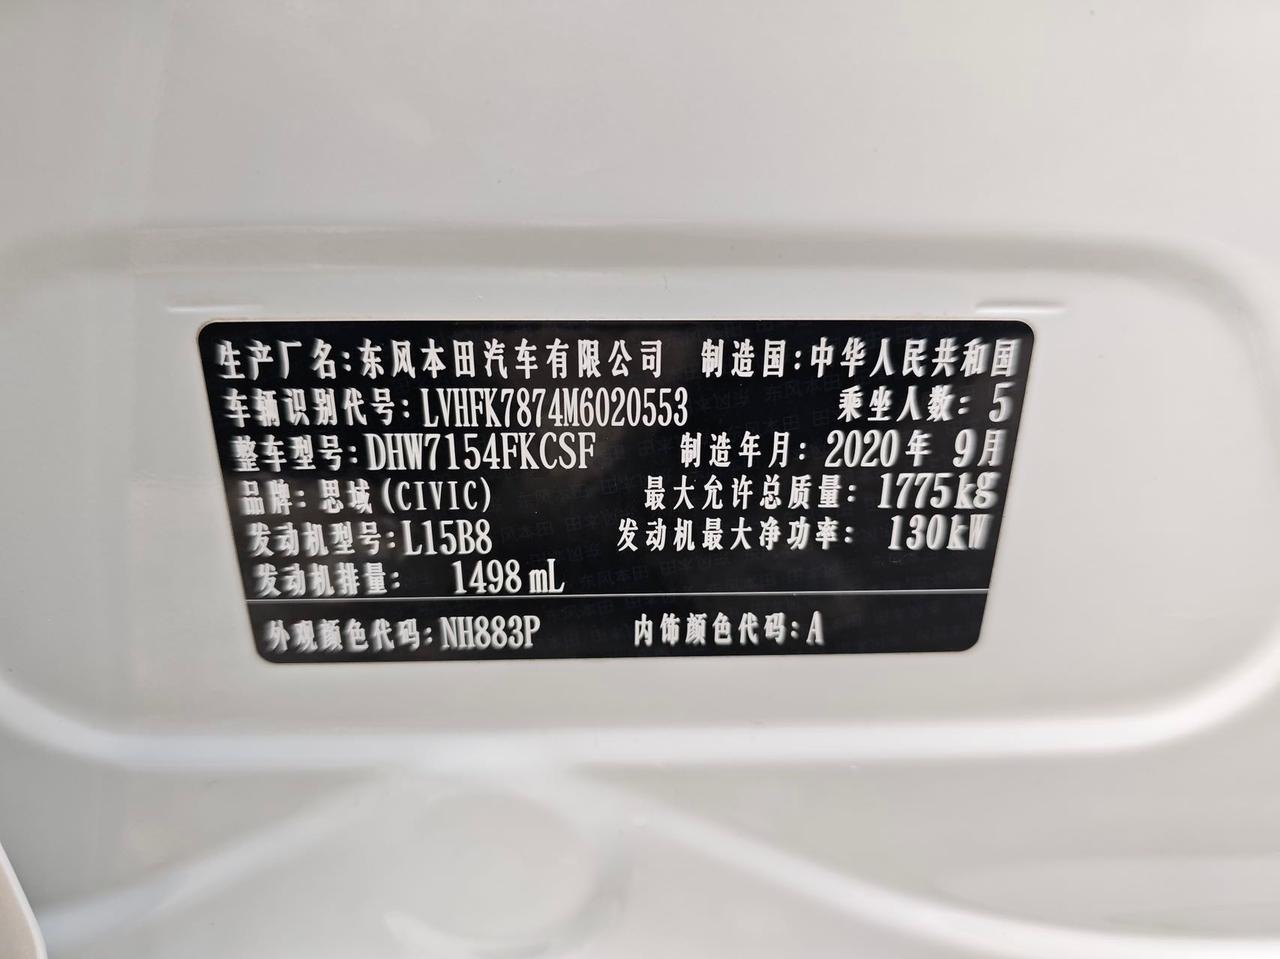 生产厂名:东风本田汽车有限公司 制造国:中华人民共和国
车辆识别代号:LVHFK7874M6020553 乘坐人数: 5
整车型号:DHW7154FKCSF 制造年月: 2020年 9月
品牌:思域(CIVIC) 最大允许总质量: 1775kg
发动机型号:L15B8 发动机最大净功率: 130kW
发动机排量: 1498 mL
外观颜色代码:NH883P 内饰颜色代码:A